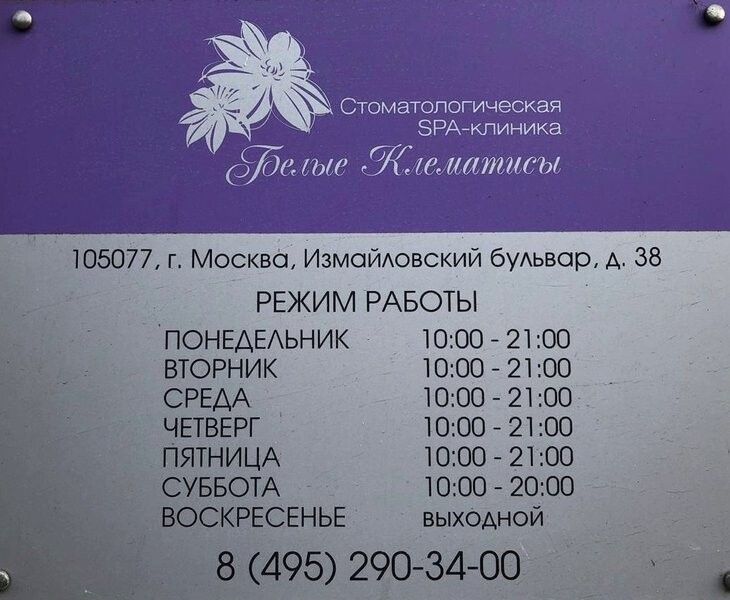 Стоматологическая
SPA-клиника
Белые Клематисы
105077, г. Москва, Измайловский бульвар, д. 38
РЕЖИМ РАБОТЫ
ПОНЕДЕЛЬНИК 10:00 - 21:00
ВТОРНИК 10:00 - 21:00
СРЕДА 10:00 - 21:00
ЧЕТВЕРГ 10:00 - 21:00
ПЯТНИЦА 10:00 - 21:00
СУББОТА 10:00 - 20:00
ВОСКРЕСЕНЬЕ выходной
8 (495) 290-34-00